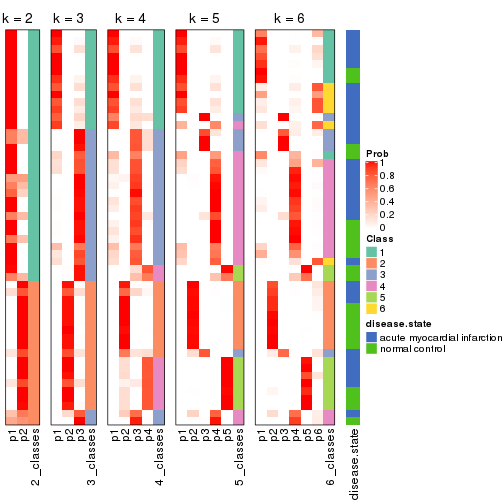 k = 2 k = 3 k = 4 k = 5 k = 6
Prob
1
0.8
0.6
0.4
0.2
0
Class
1
2
3
4
5
6
disease.state
acute myocardial infarction
normal control
p1 p2 2_classes p1 p2 p3 3_classes p1 p2 p3 p4 4_classes p1 p2 p3 p4 p5 5_classes p1 p2 p3 p4 p5 p6 6_classes disease.state